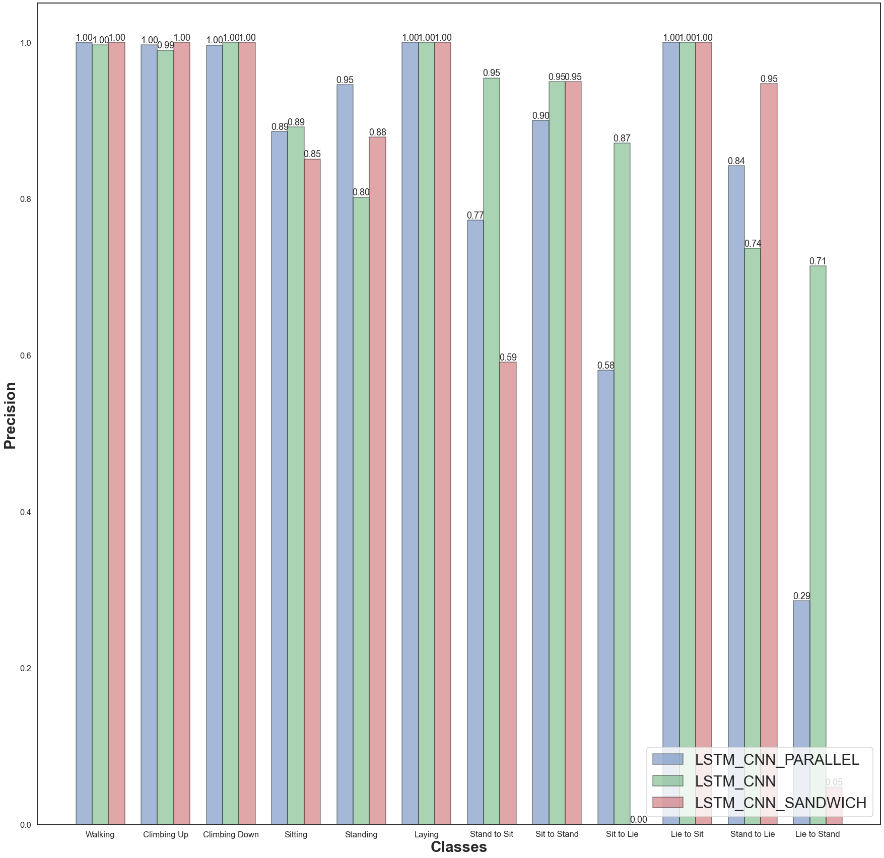 Precision
1.0
0.8
0.6
0.4
0.2
0.0
1.00 1.00 1.00
1.00 0.99 1.00
1.00 1.00 1.00
0.89 0.89 0.85
0.95 0.80 0.88
1.00 1.00 1.00
0.77 0.95 0.59
0.90 0.95 0.95
0.58 0.87 0.00
1.00 1.00 1.00
0.84 0.74 0.95
0.29 0.71 0.05
LSTM_CNN_PARALLEL
LSTM_CNN
LSTM_CNN_SANDWICH
Walking Climbing Up Climbing Down Sitting Standing Laying Stand to Sit Sit to Stand Sit to Lie Lie to Sit Stand to Lie Lie to Stand
Classes